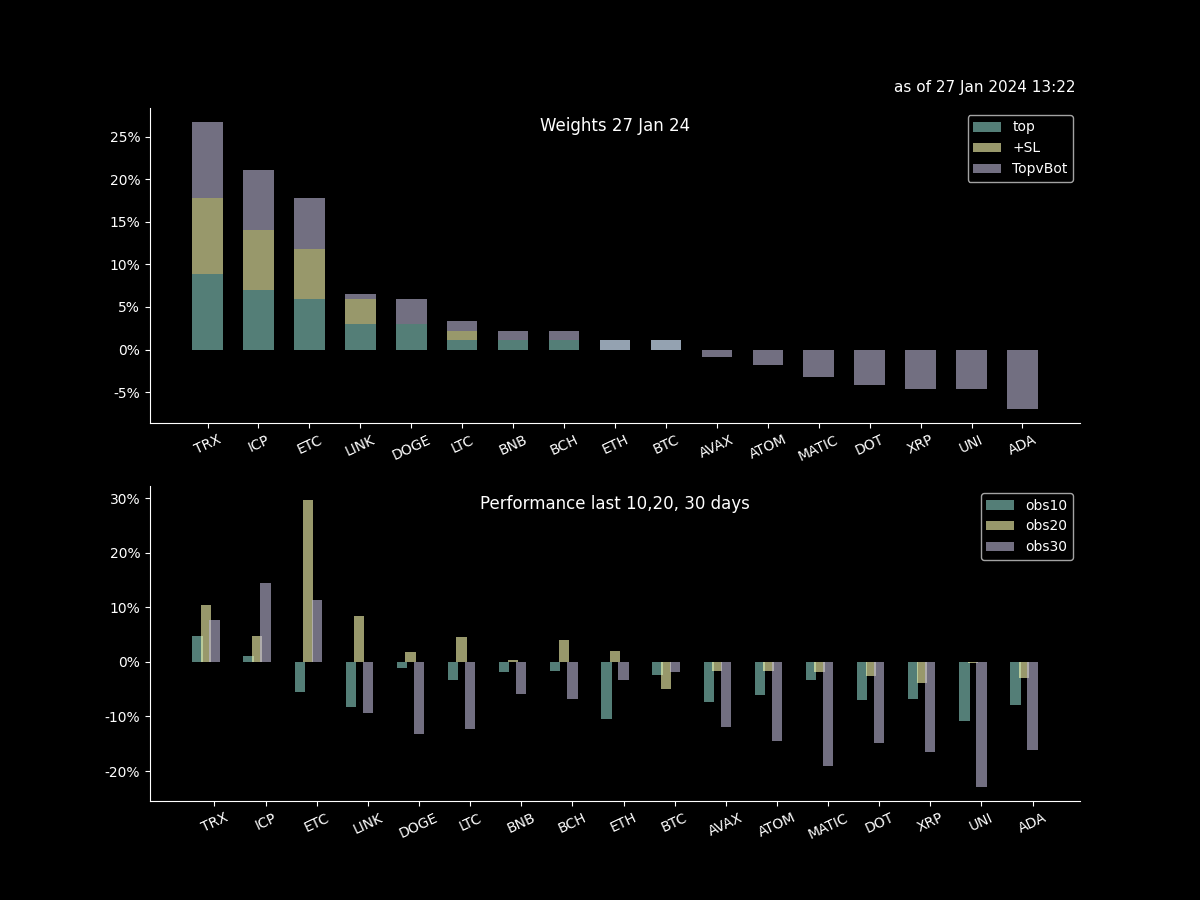 as of 27 Jan 2024 13:22
Weights 27 Jan 24
top
+SL
TopvBot
25%
20%
15%
10%
5%
0%
-5%
TRX ICP ETC LINK DOGE LTC BNB BCH ETH BTC AVAX ATOM MATIC DOT XRP UNI ADA
Performance last 10,20, 30 days
obs10
obs20
obs30
30%
20%
10%
0%
-10%
-20%
TRX ICP ETC LINK DOGE LTC BNB BCH ETH BTC AVAX ATOM MATIC DOT XRP UNI ADA